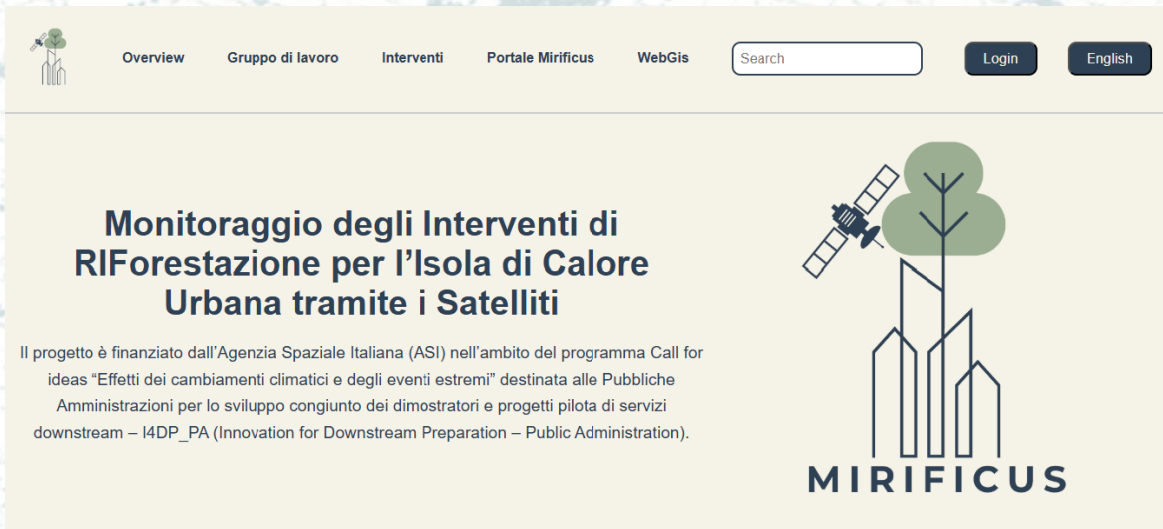 Overview
Gruppo di lavoro
Interventi
Portale Mirificus
WebGis
Search
Login
English
Monitoraggio degli Interventi di
RIForestazione per l’Isola di Calore
Urbana tramite i Satelliti
Il progetto è finanziato dall’Agenzia Spaziale Italiana (ASI) nell’ambito del programma Call for
ideas “Effetti dei cambiamenti climatici e degli eventi estremi” destinata alle Pubbliche
Amministrazioni per lo sviluppo congiunto dei dimostratori e progetti pilota di servizi
downstream – I4DP_PA (Innovation for Downstream Preparation – Public Administration).
MIRIFICUS